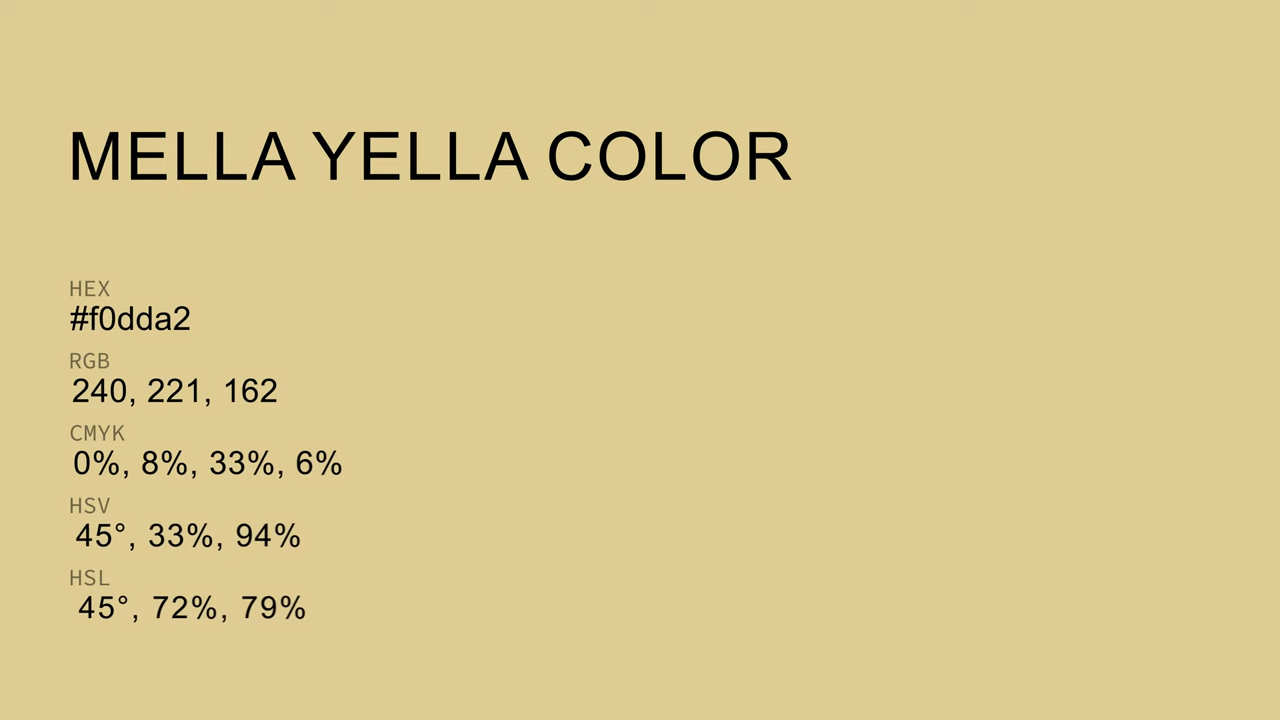 MELLA YELLA COLOR
HEX
#f0dda2
RGB
240, 221, 162
CMYK
0%, 8%, 33%, 6%
HSV
45°, 33%, 94%
HSL
45°, 72%, 79%